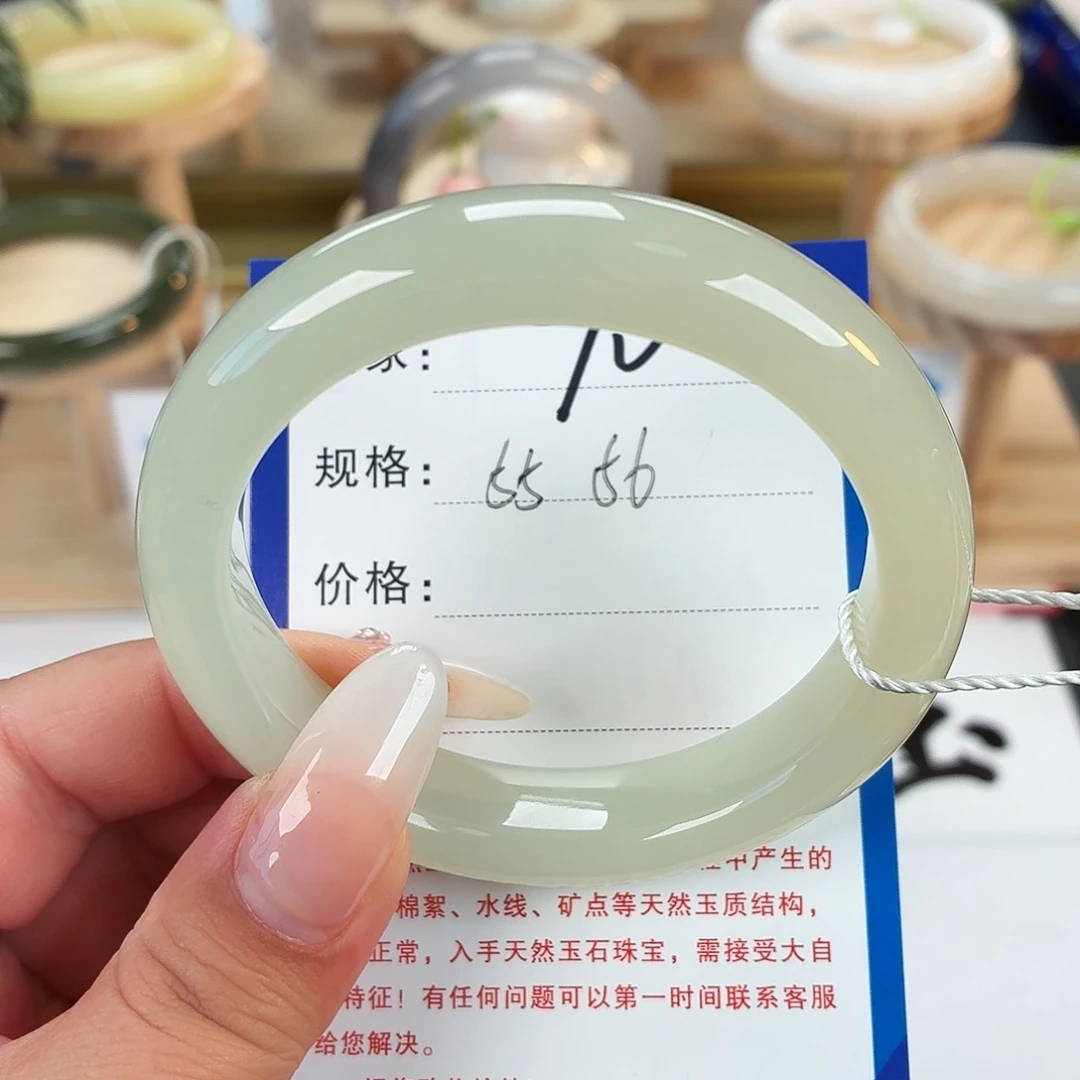 家：
规格： 55 56
价格：
中产生的
棉絮、水线、矿点等天然玉质结构，
正常，入手天然玉石珠宝，需接受大自
特征！有任何问题可以第一时间联系客服
给您解决。